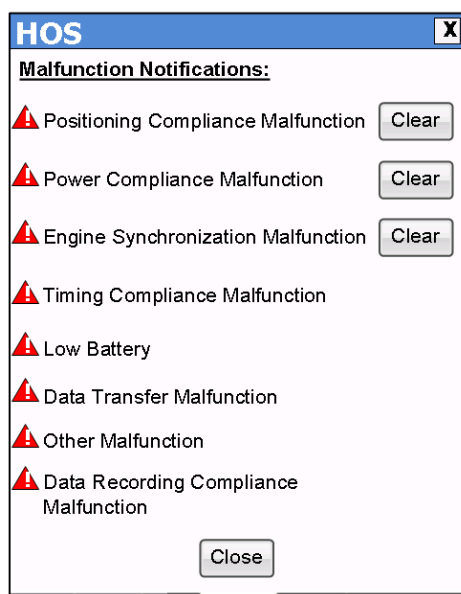 HOS
X
Malfunction Notifications:
Positioning Compliance Malfunction Clear
Power Compliance Malfunction Clear
Engine Synchronization Malfunction Clear
Timing Compliance Malfunction
Low Battery
Data Transfer Malfunction
Other Malfunction
Data Recording Compliance
Malfunction
Close